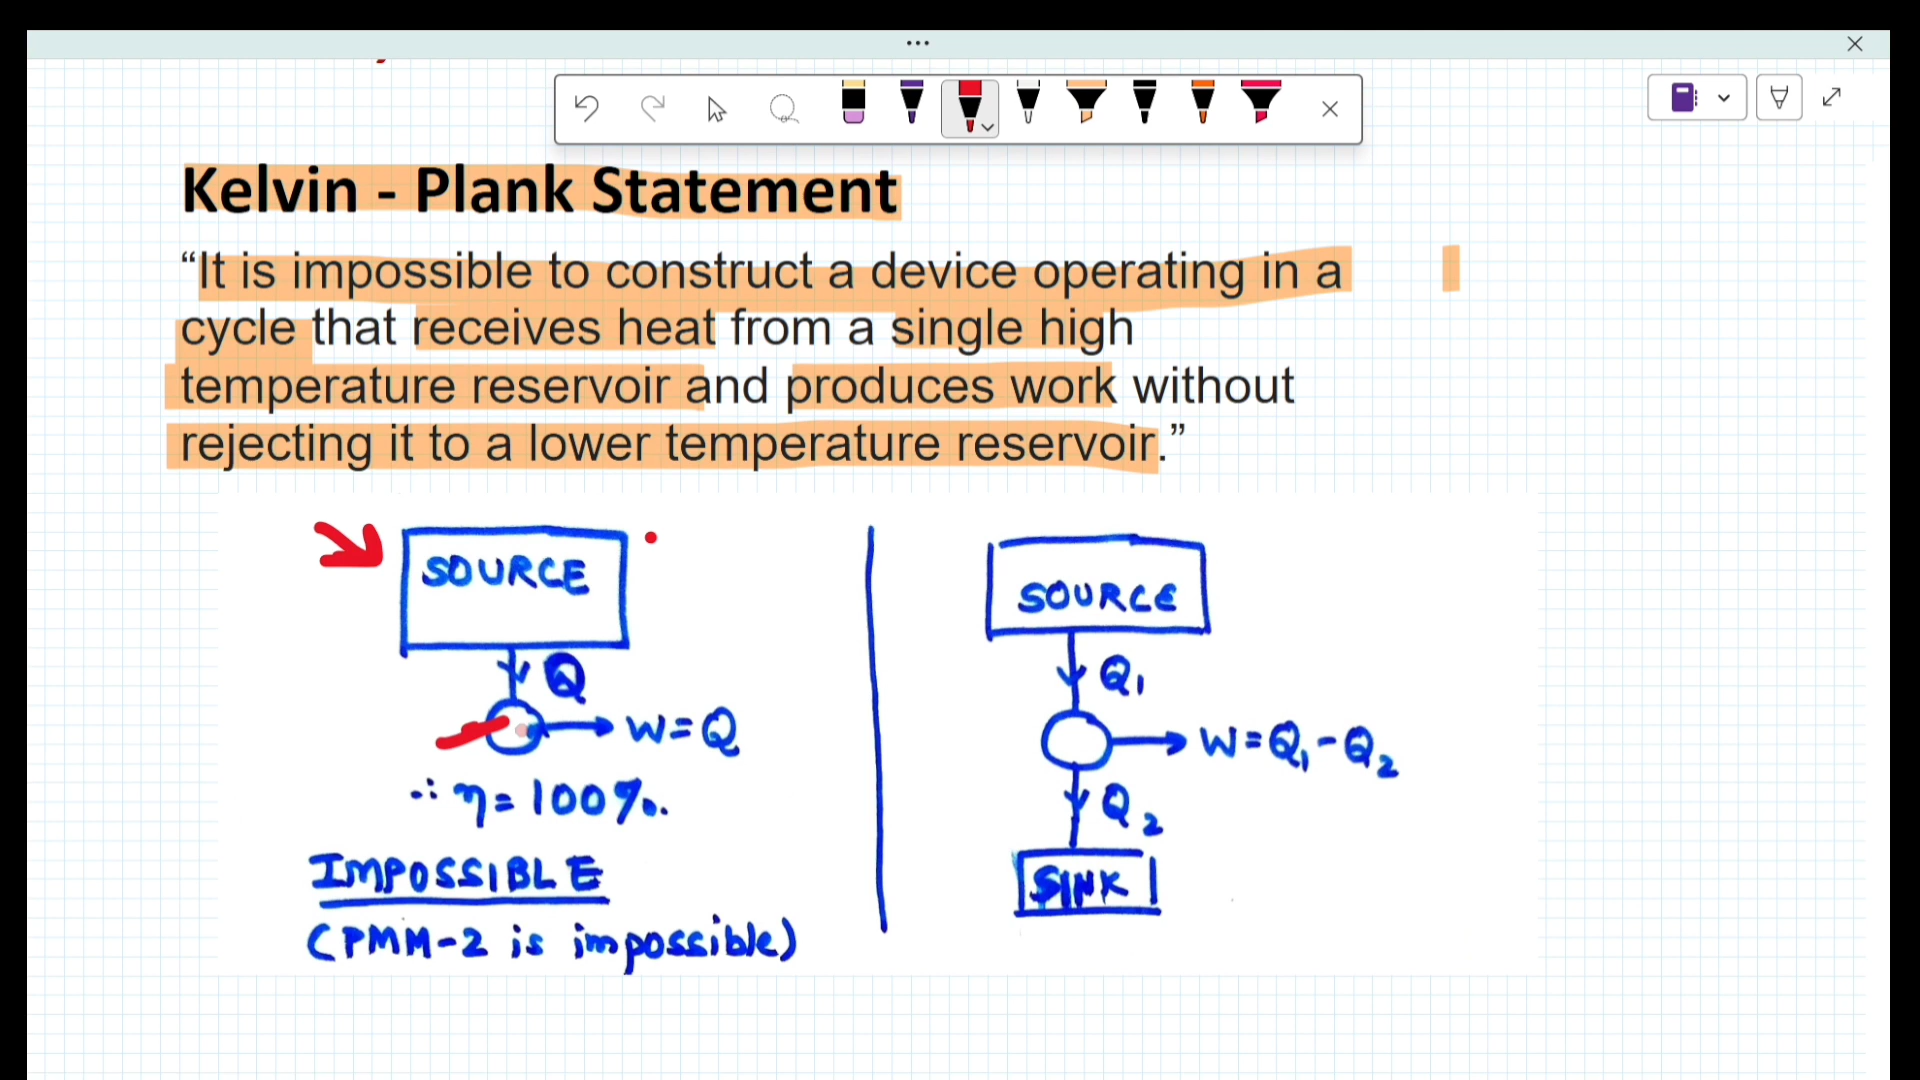 Kelvin - Plank Statement
“It is impossible to construct a device operating in a
cycle that receives heat from a single high
temperature reservoir and produces work without
rejecting it to a lower temperature reservoir.”
SOURCE
Q
W=Q
∴ η= 100%.
IMPOSSIBLE
(PMM-2 is impossible)
SOURCE
Q1
W=Q1-Q2
Q2
SINK